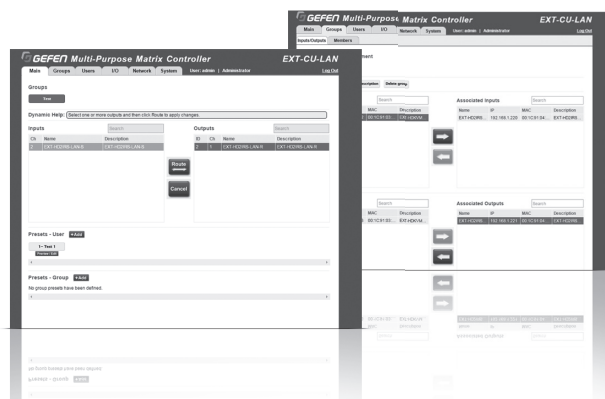 GEFEN Multi-Purpose Matrix Controller EXT-CU-LAN
Main Groups Users I/O Network System User: admin | Administrator Log Out
Groups
Test
Dynamic Help: Select one or more outputs and then click Route to apply changes.
Inputs Search
Ch Name Description
2 EXT-HD2IRS-LAN-S EXT-HD2IRS-LAN-S
Route
Cancel
Outputs Search
ID Ch Name Description
2 1 EXT-HD2IRS-LAN-R EXT-HD2IRS-LAN-R
Presets - User +Add
1- Test 1
Preview / Edit
Presets - Group +Add
No group presets have been defined.
GEFEN Multi-Purpose Matrix Controller EXT-CU-LAN
Main Groups Users I/O Network System User: admin | Administrator Log Out
Inputs/Outputs Members
Delete group
Search
MAC Description
Associated Inputs Search
Name IP MAC Description
Search
MAC Description
Associated Outputs Search
Name IP MAC Description